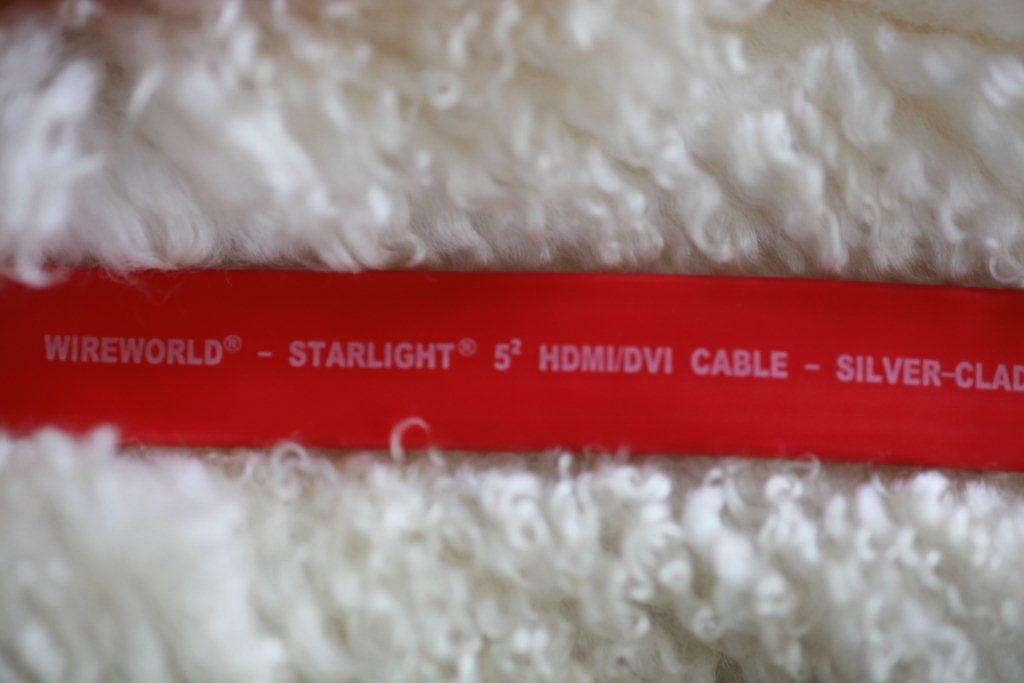 WIREWORLD® – STARLIGHT® 5² HDMI/DVI CABLE – SILVER–CLAD